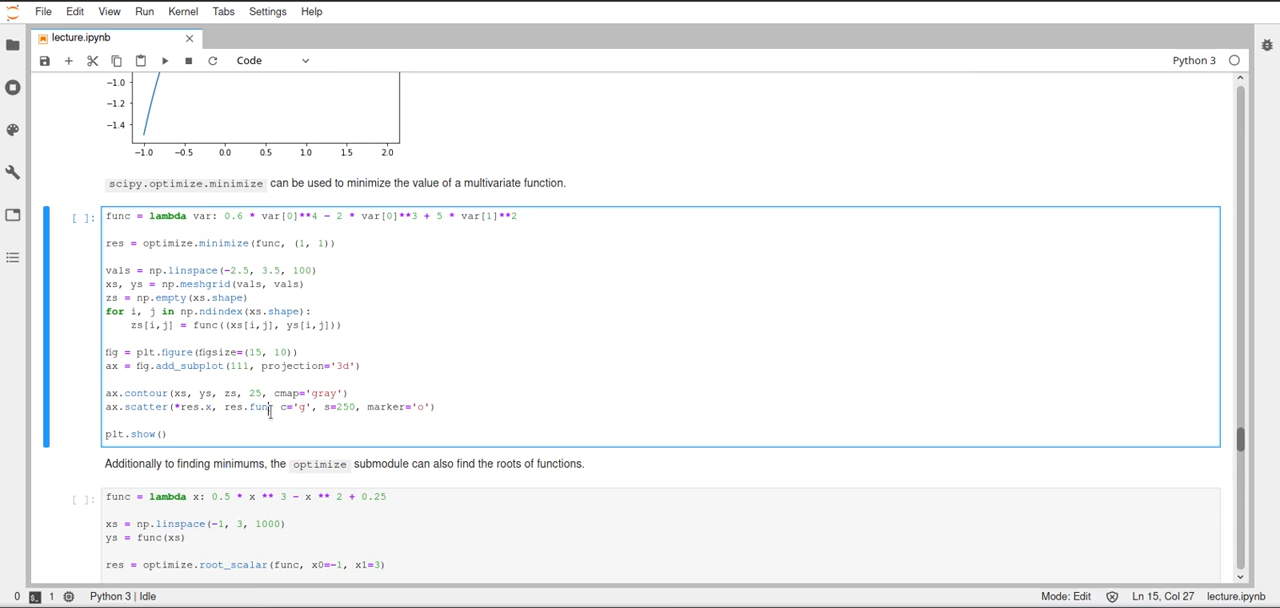 File Edit View Run Kernel Tabs Settings Help
lecture.ipynb
Code
Python 3
−1.0
−1.2
−1.4
−1.0 −0.5 0.0 0.5 1.0 1.5 2.0
scipy.optimize.minimize can be used to minimize the value of a multivariate function.
[ ]:
func = lambda var: 0.6 * var[0]**4 - 2 * var[0]**3 + 5 * var[1]**2
res = optimize.minimize(func, (1, 1))
vals = np.linspace(-2.5, 3.5, 100)
xs, ys = np.meshgrid(vals, vals)
zs = np.empty(xs.shape)
for i, j in np.ndindex(xs.shape):
zs[i,j] = func((xs[i,j], ys[i,j]))
fig = plt.figure(figsize=(15, 10))
ax = fig.add_subplot(111, projection='3d')
ax.contour(xs, ys, zs, 25, cmap='gray')
ax.scatter(*res.x, res.fun, c='g', s=250, marker='o')
plt.show()
Additionally to finding minimums, the optimize submodule can also find the roots of functions.
[ ]:
func = lambda x: 0.5 * x ** 3 - x ** 2 + 0.25
xs = np.linspace(-1, 3, 1000)
ys = func(xs)
res = optimize.root_scalar(func, x0=-1, x1=3)
0 1 Python 3 | Idle Mode: Edit Ln 15, Col 27 lecture.ipynb